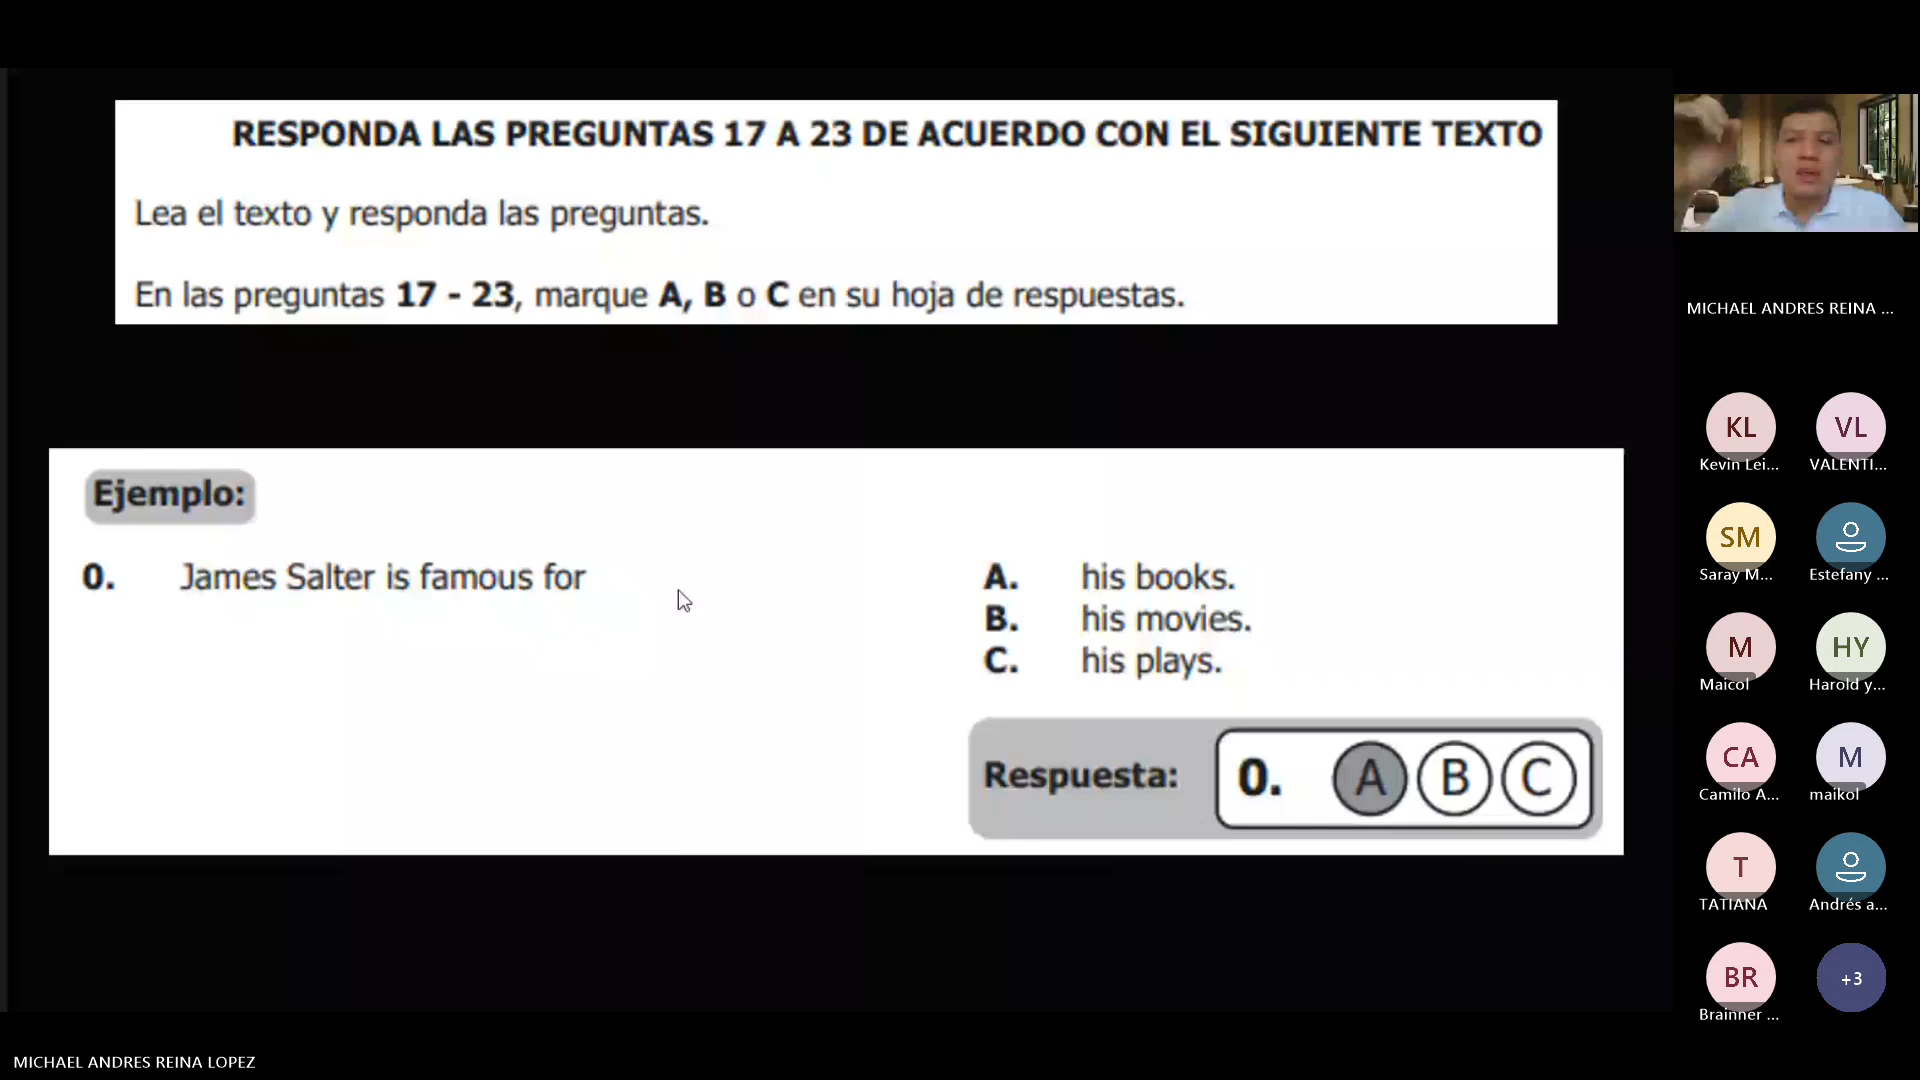 RESPONDA LAS PREGUNTAS 17 A 23 DE ACUERDO CON EL SIGUIENTE TEXTO
Lea el texto y responda las preguntas.
En las preguntas 17 - 23, marque A, B o C en su hoja de respuestas.
Ejemplo:
0. James Salter is famous for
A. his books.
B. his movies.
C. his plays.
Respuesta: 0. A B C
MICHAEL ANDRES REINA ...
KL VL
Kevin Lei... VALENTI...
SM
Saray M... Estefany ...
M HY
Maicol Harold y...
CA M
Camilo A... maikol
T
TATIANA Andrés a...
BR +3
Brainner ...
MICHAEL ANDRES REINA LOPEZ